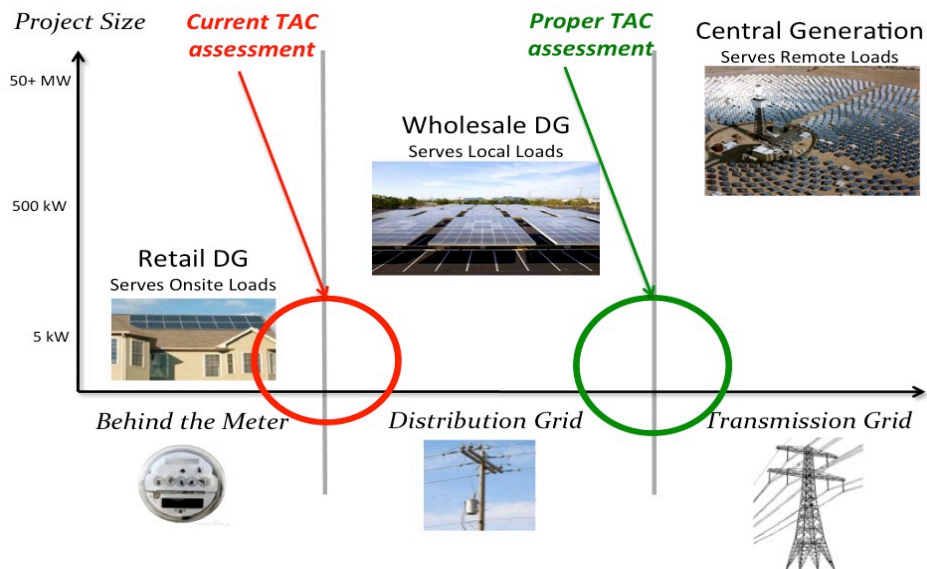 Project Size
Current TAC
assessment
Proper TAC
assessment
Central Generation
Serves Remote Loads
50+ MW
Wholesale DG
Serves Local Loads
500 kW
Retail DG
Serves Onsite Loads
5 kW
Behind the Meter
Distribution Grid
Transmission Grid